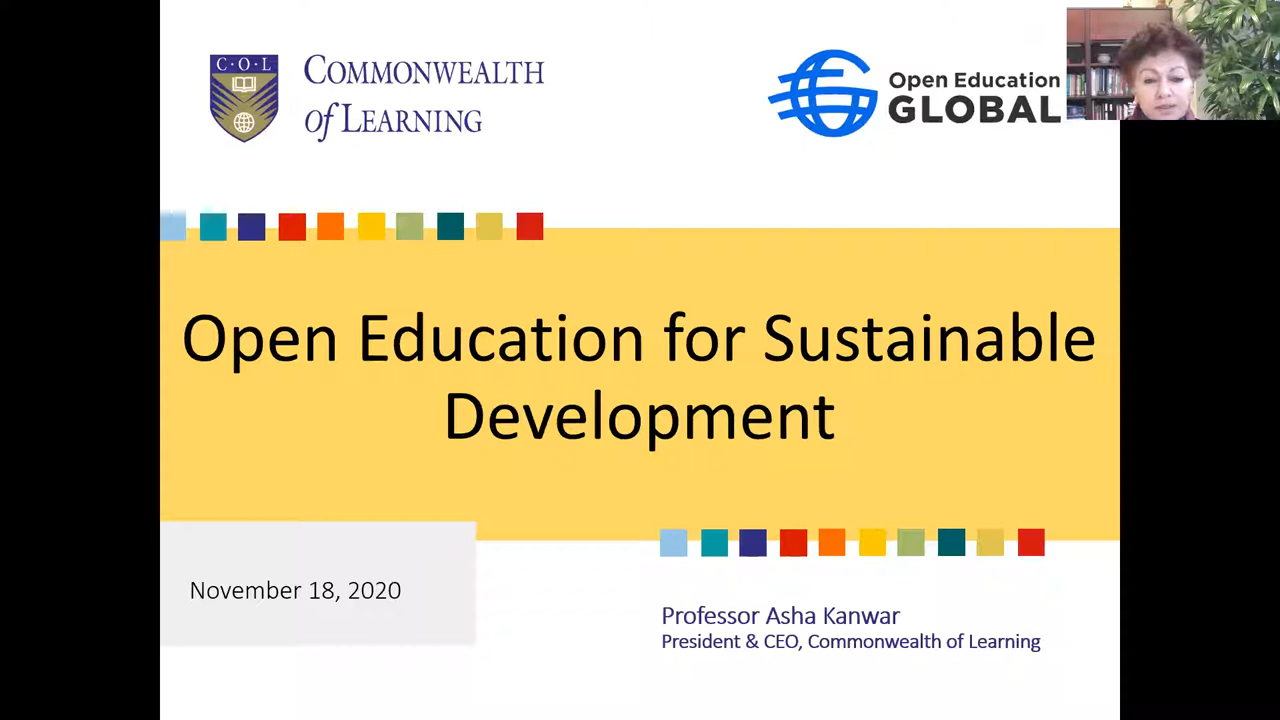 C·O·L
COMMONWEALTH
of LEARNING
Open Education
GLOBAL
Open Education for Sustainable
Development
November 18, 2020
Professor Asha Kanwar
President & CEO, Commonwealth of Learning